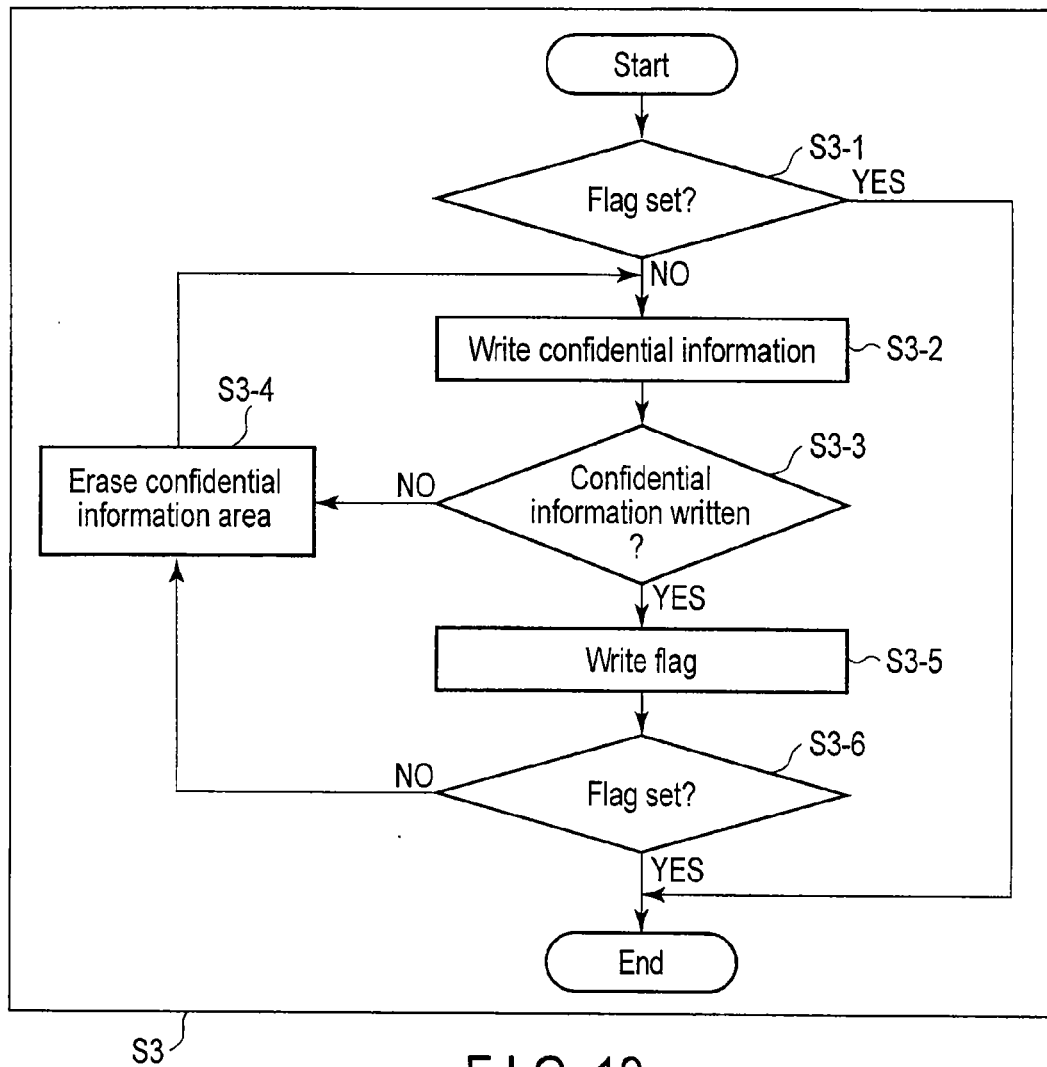 Start
S3-1
Flag set?
YES
NO
Write confidential information
S3-2
S3-4
Erase confidential
information area
NO
S3-3
Confidential
information written
?
YES
Write flag
S3-5
S3-6
NO
Flag set?
YES
End
S3